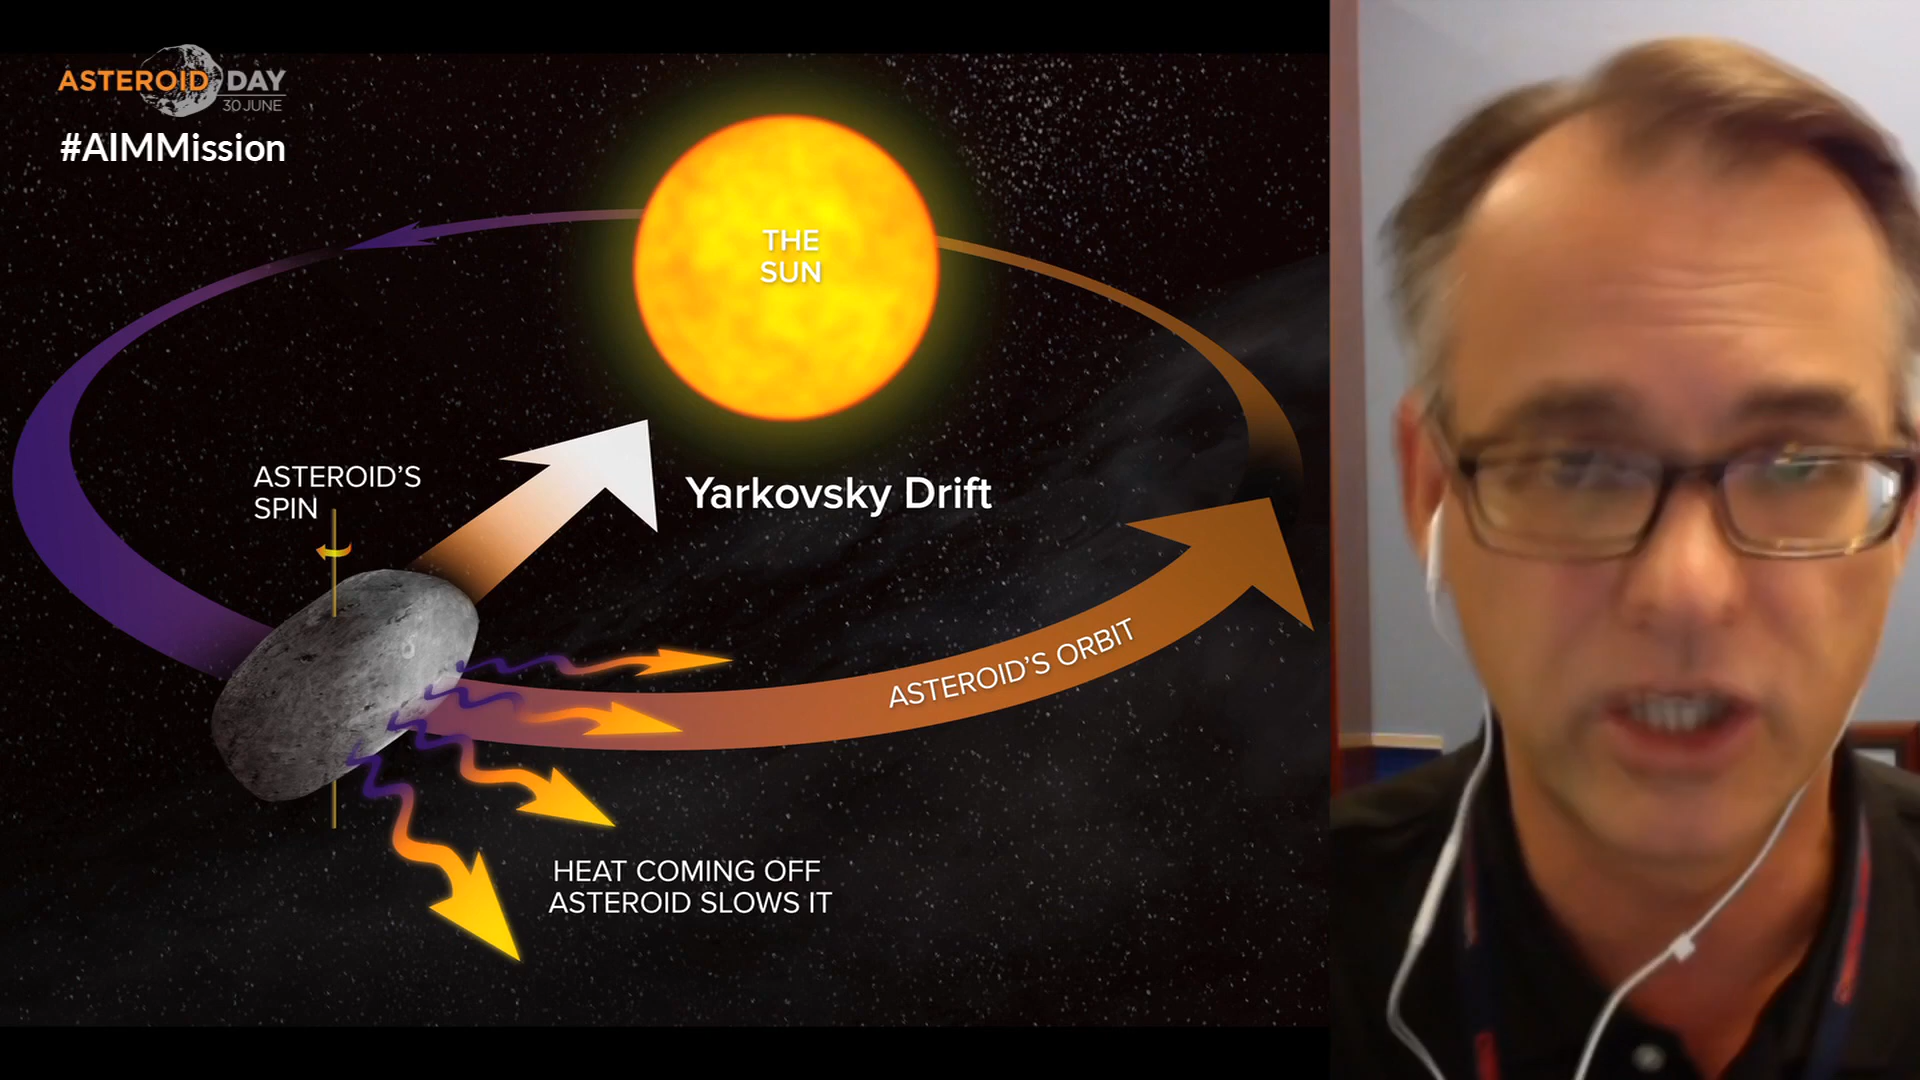 ASTEROID DAY
30 JUNE
#AIMMission
THE
SUN
ASTEROID'S
SPIN
Yarkovsky Drift
ASTEROID'S ORBIT
HEAT COMING OFF
ASTEROID SLOWS IT